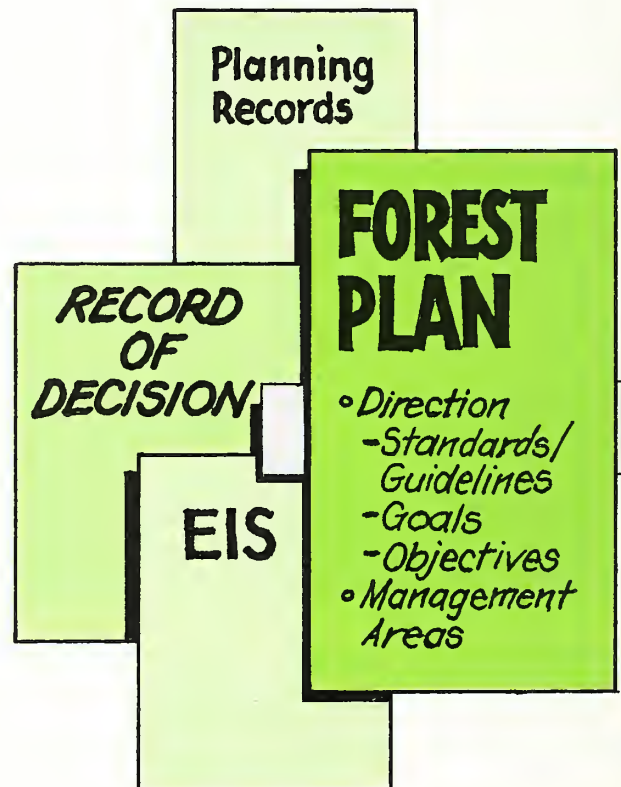 Planning
Records
FOREST
PLAN
RECORD
OF
DECISION
∘Direction
-Standards/
Guidelines
-Goals
-Objectives
∘Management
Areas
EIS